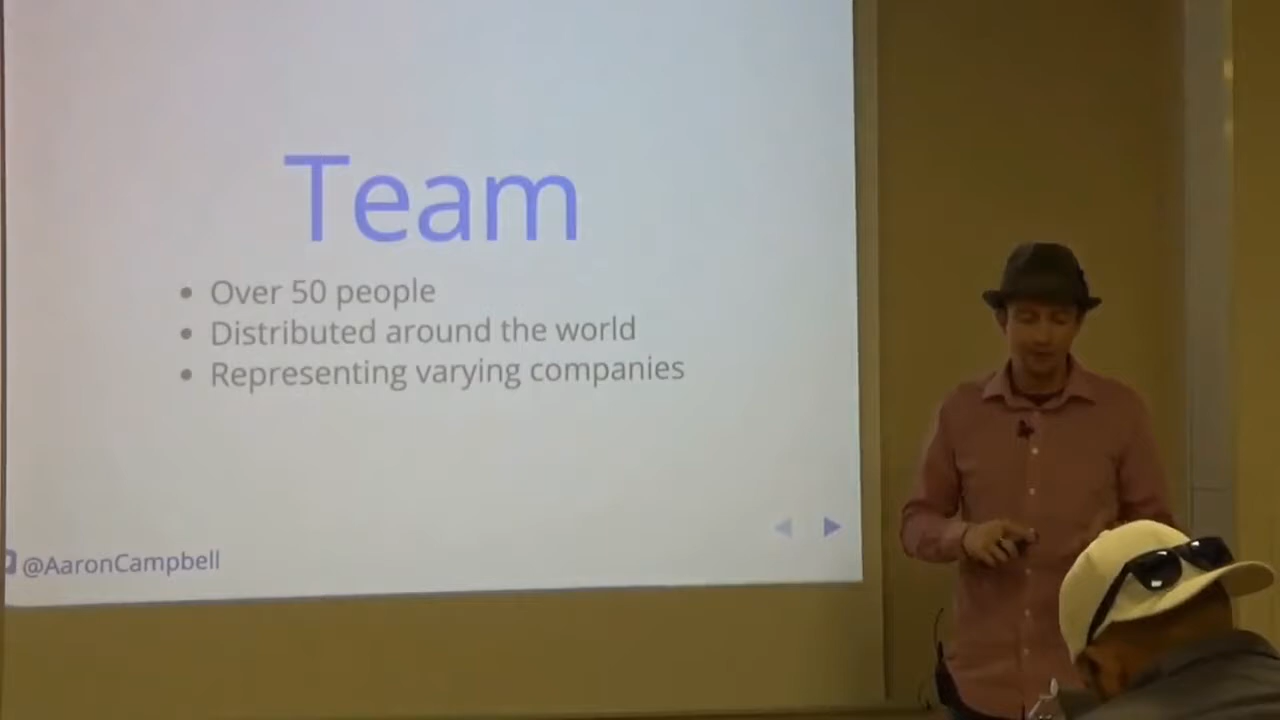 Team
Over 50 people
Distributed around the world
Representing varying companies
@AaronCampbell